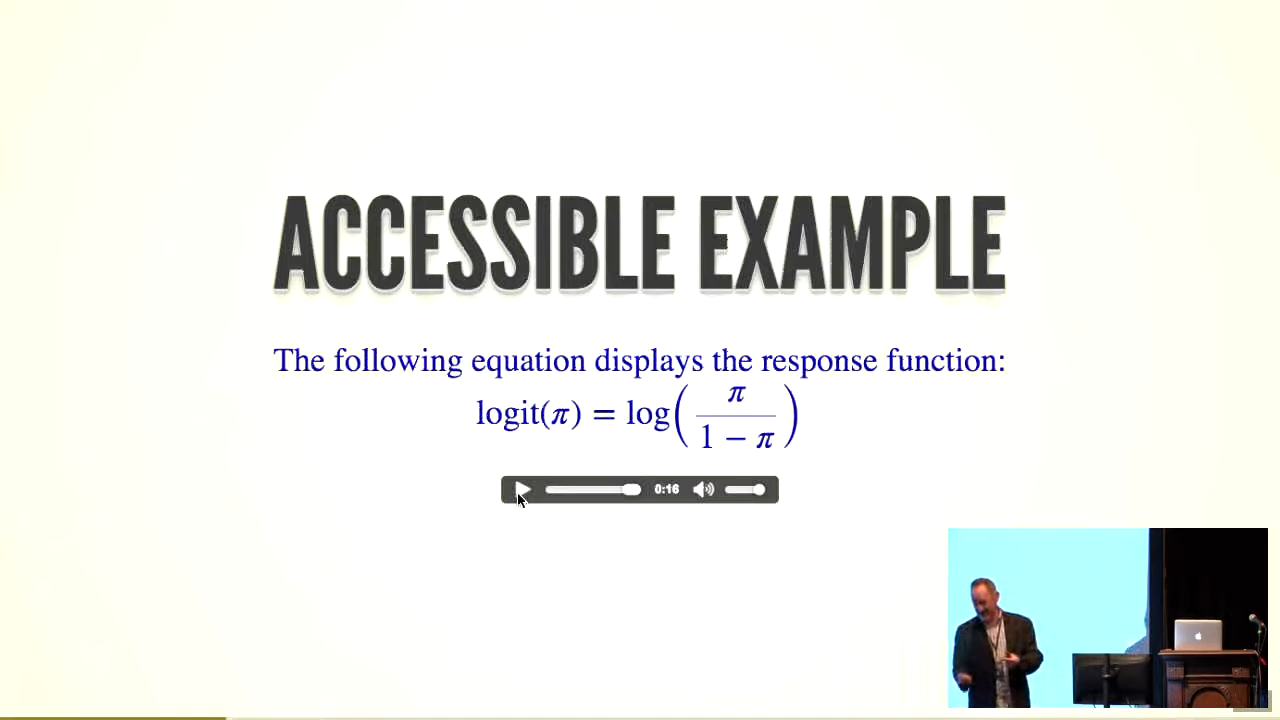 ACCESSIBLE EXAMPLE
The following equation displays the response function:
logit(π) = log(π / (1 − π))
0:16